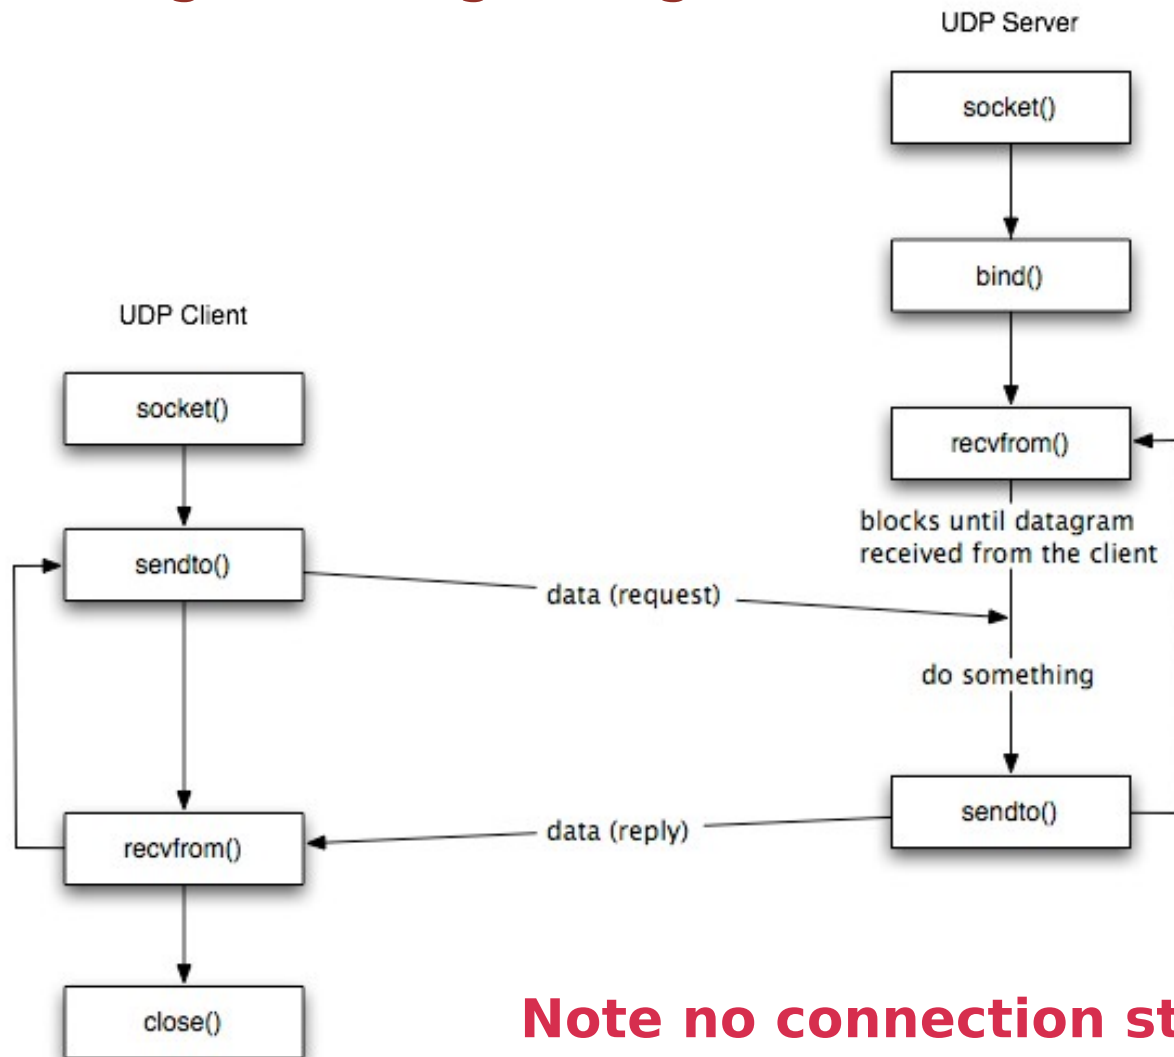 UDP Server
socket()
bind()
UDP Client
socket()
recvfrom()
blocks until datagram
received from the client
sendto()
data (request)
do something
sendto()
data (reply)
recvfrom()
close()
Note no connection